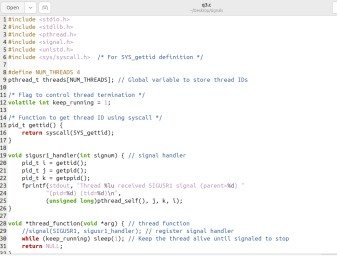 Open
q3.c
~/Desktop/
1 #include <stdio.h>
2 #include <stdlib.h>
3 #include <pthread.h>
4 #include <signal.h>
5 #include <unistd.h>
6 #include <sys/syscall.h> /* For SYS_gettid definition */
7
8 #define NUM_THREADS 4
9 pthread_t threads[NUM_THREADS]; // Global variable to store thread IDs
10
11 /* Flag to control thread termination */
12 volatile int keep_running = 1;
13
14 /* Function to get thread ID using syscall */
15 pid_t gettid() {
16 return syscall(SYS_gettid);
17 }
18
19 void sigusr1_handler(int signum) { // signal handler
20 pid_t i = gettid();
21 pid_t j = getpid();
22 pid_t k = getppid();
23 fprintf(stdout, "Thread %lu received SIGUSR1 signal (parent=%d) "
24 "(pid=%d) (tid=%d)\n",
25 (unsigned long)pthread_self(), j, k, i);
26 }
27
28 void *thread_function(void *arg) { // thread function
29 //signal(SIGUSR1, sigusr1_handler); // register signal handler
30 while (keep_running) sleep(1); // Keep the thread alive until signaled to stop
31 return NULL;
32 }